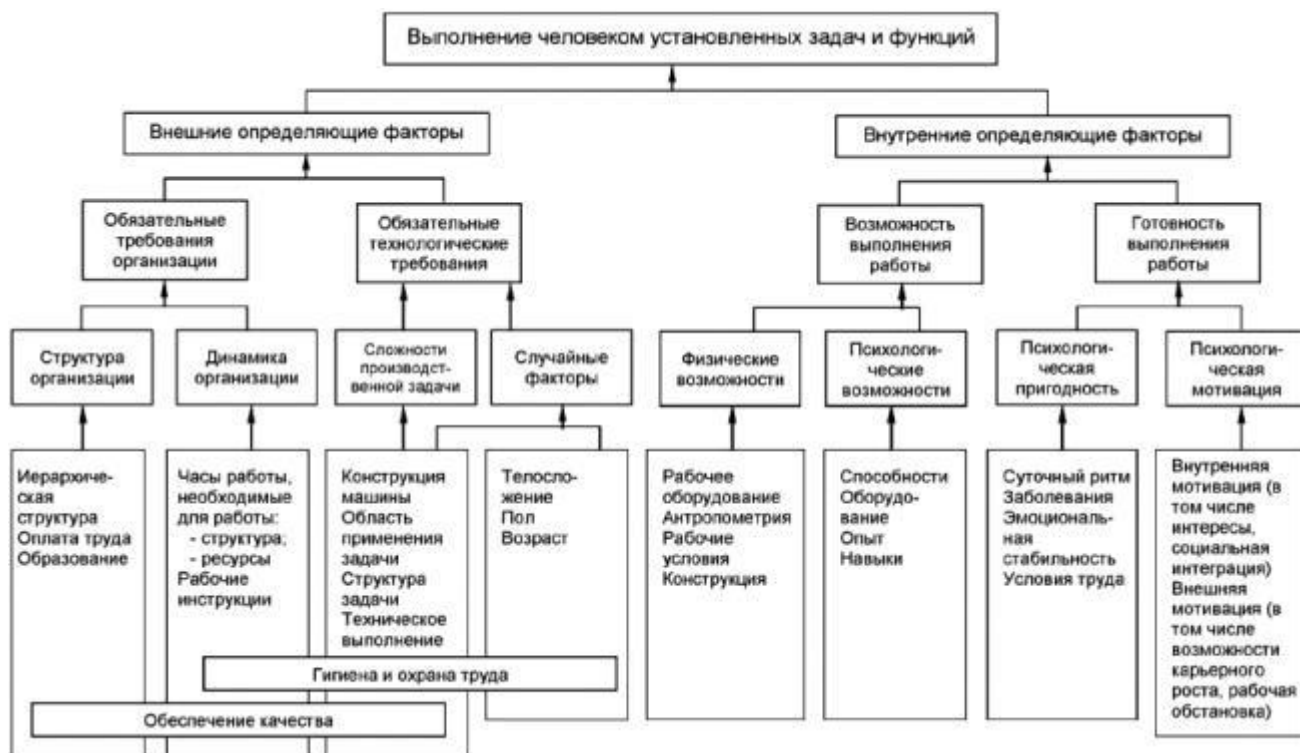 Выполнение человеком установленных задач и функций
Внешние определяющие факторы
Внутренние определяющие факторы
Обязательные
требования
организации
Обязательные
технологические
требования
Возможность
выполнения
работы
Готовность
выполнения
работы
Структура
организации
Динамика
организации
Сложности
производст-
венной задачи
Случайные
факторы
Физические
возможности
Психологи-
ческие
возможности
Психологи-
ческая
пригодность
Психологи-
ческая
мотивация
Иерархиче-
ская
структура
Оплата труда
Образование
Часы работы,
необходимые
для работы:
- структура;
- ресурсы
Рабочие
инструкции
Конструкция
машины
Область
применения
задачи
Структура
задачи
Техническое
выполнение
Телосло-
жение
Пол
Возраст
Рабочее
оборудование
Антропометрия
Рабочие
условия
Конструкция
Способности
Оборудо-
вание
Опыт
Навыки
Суточный ритм
Заболевания
Эмоциональ-
ная
стабильность
Условия труда
Внутренняя
мотивация (в
том числе
интересы,
социальная
интеграция)
Внешняя
мотивация (в
том числе
возможности
карьерного
роста, рабочая
обстановка)
Гигиена и охрана труда
Обеспечение качества